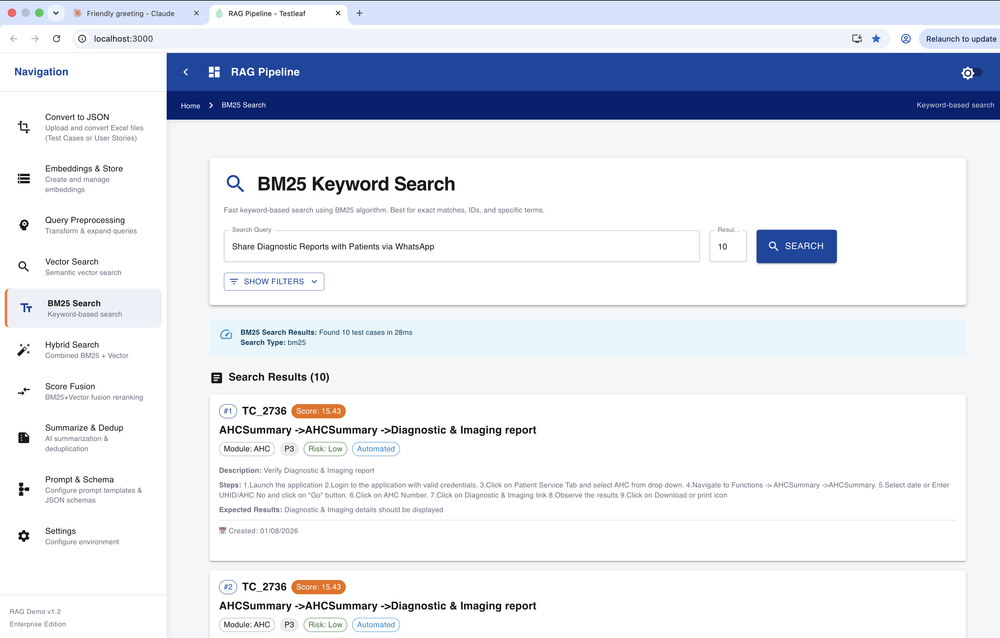 Friendly greeting - Claude
RAG Pipeline - Testleaf
localhost:3000
Relaunch to update
Navigation
Convert to JSON
Upload and convert Excel files
(Test Cases or User Stories)
Embeddings & Store
Create and manage
embeddings
Query Preprocessing
Transform & expand queries
Vector Search
Semantic vector search
BM25 Search
Keyword-based search
Hybrid Search
Combined BM25 + Vector
Score Fusion
BM25+Vector fusion reranking
Summarize & Dedup
AI summarization &
deduplication
Prompt & Schema
Configure prompt templates &
JSON schemas
Settings
Configure environment
RAG Demo v1.2
Enterprise Edition
RAG Pipeline
Home
BM25 Search
Keyword-based search
BM25 Keyword Search
Fast keyword-based search using BM25 algorithm. Best for exact matches, IDs, and specific terms.
Search Query
Share Diagnostic Reports with Patients via WhatsApp
Resul...
10
SEARCH
SHOW FILTERS
BM25 Search Results: Found 10 test cases in 28ms
Search Type: bm25
Search Results (10)
#1 TC_2736 Score: 15.43
AHCSummary ->AHCSummary ->Diagnostic & Imaging report
Module: AHC P3 Risk: Low Automated
Description: Verify Diagnostic & Imaging report
Steps: 1.Launch the application 2.Login to the application with valid credentials. 3.Click on Patient Service Tab and select AHC from drop down. 4.Navigate to Functions -> AHCSummary ->AHCSummary. 5.Select date or Enter
UHID/AHC No and click on "Go" button. 6.Click on AHC Number. 7.Click on Diagnostic & Imaging link 8.Observe the results 9.Click on Download or print icon
Expected Results: Diagnostic & Imaging details should be displayed
📅 Created: 01/08/2026
#2 TC_2736 Score: 15.43
AHCSummary ->AHCSummary ->Diagnostic & Imaging report
Module: AHC P3 Risk: Low Automated